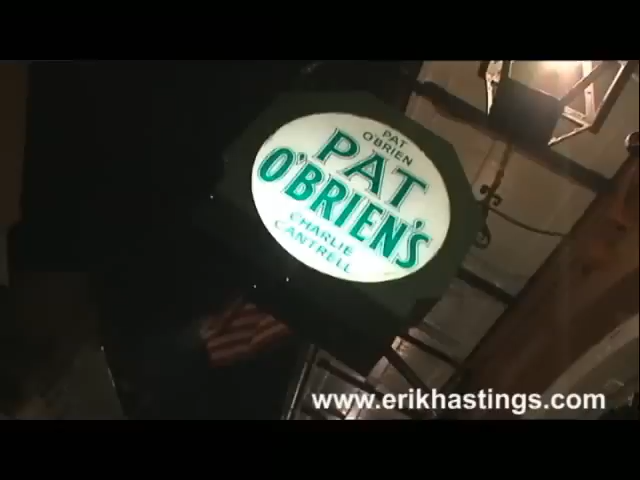 PAT
O'BRIEN
PAT
O'BRIEN'S
CHARLIE
CANTRELL
www.erikhastings.com